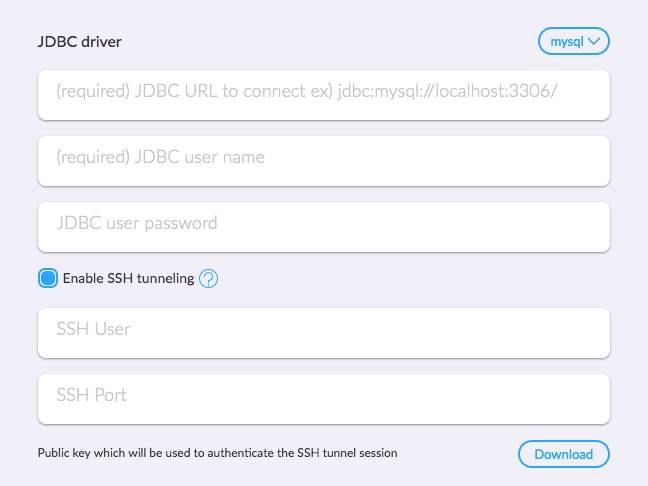 JDBC driver
mysql
(required) JDBC URL to connect ex) jdbc:mysql://localhost:3306/
(required) JDBC user name
JDBC user password
Enable SSH tunneling ?
SSH User
SSH Port
Public key which will be used to authenticate the SSH tunnel session
Download